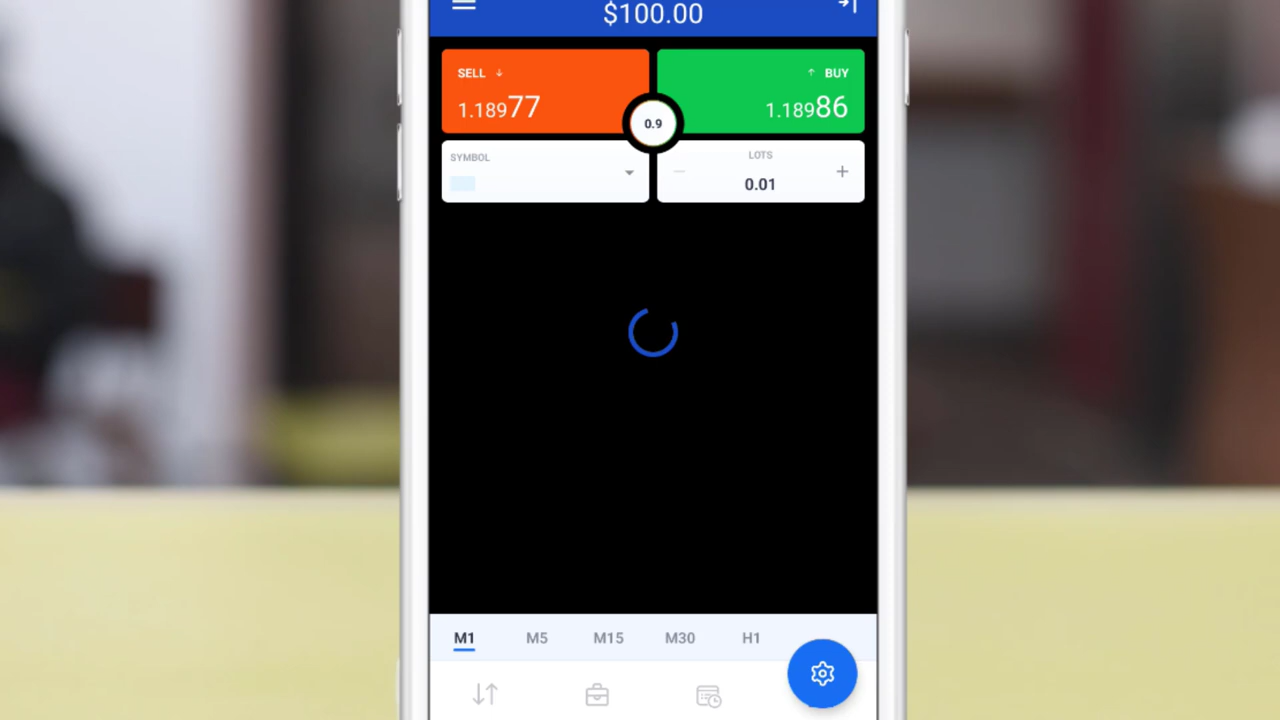 $100.00
SELL ↓
↑ BUY
1.18977
1.18986
0.9
SYMBOL
LOTS
− 0.01 +
M1 M5 M15 M30 H1